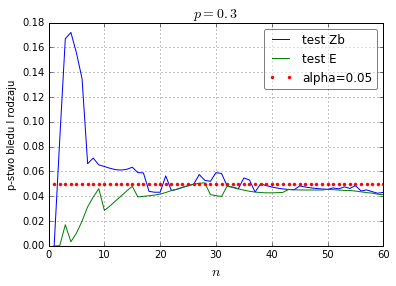 p = 0.3
p-stwo bledu I rodzaju
0.18
0.16
0.14
0.12
0.10
0.08
0.06
0.04
0.02
0.00
test Zb
test E
alpha=0.05
0 10 20 30 40 50 60
n